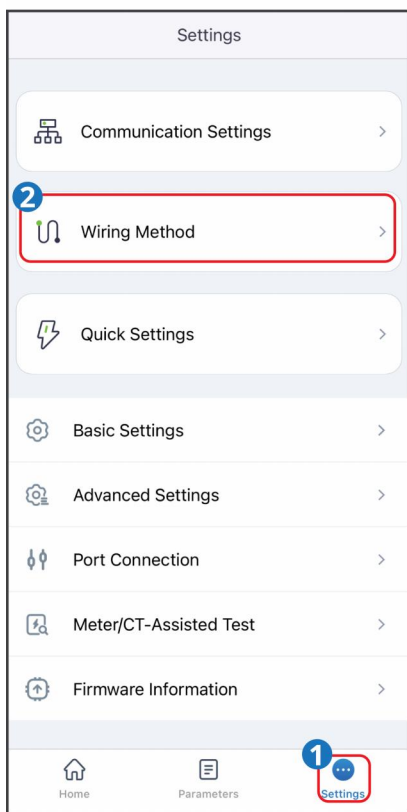 Settings
Communication Settings
2
Wiring Method
Quick Settings
Basic Settings
Advanced Settings
Port Connection
Meter/CT-Assisted Test
Firmware Information
1
Home
Parameters
Settings